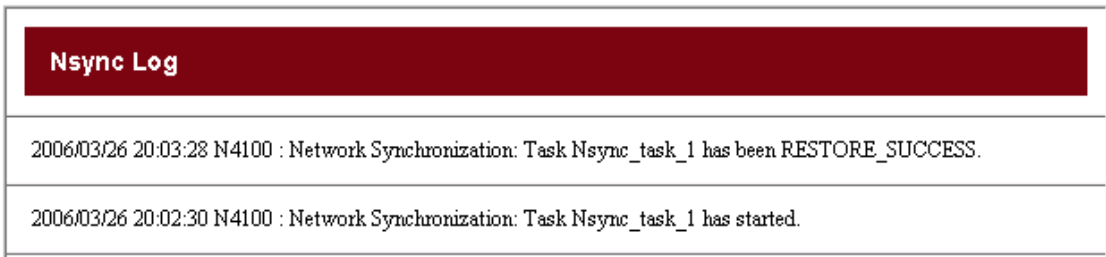 Nsync Log
2006/03/26 20:03:28 N4100 : Network Synchronization: Task Nsync_task_1 has been RESTORE_SUCCESS.
2006/03/26 20:02:30 N4100 : Network Synchronization: Task Nsync_task_1 has started.